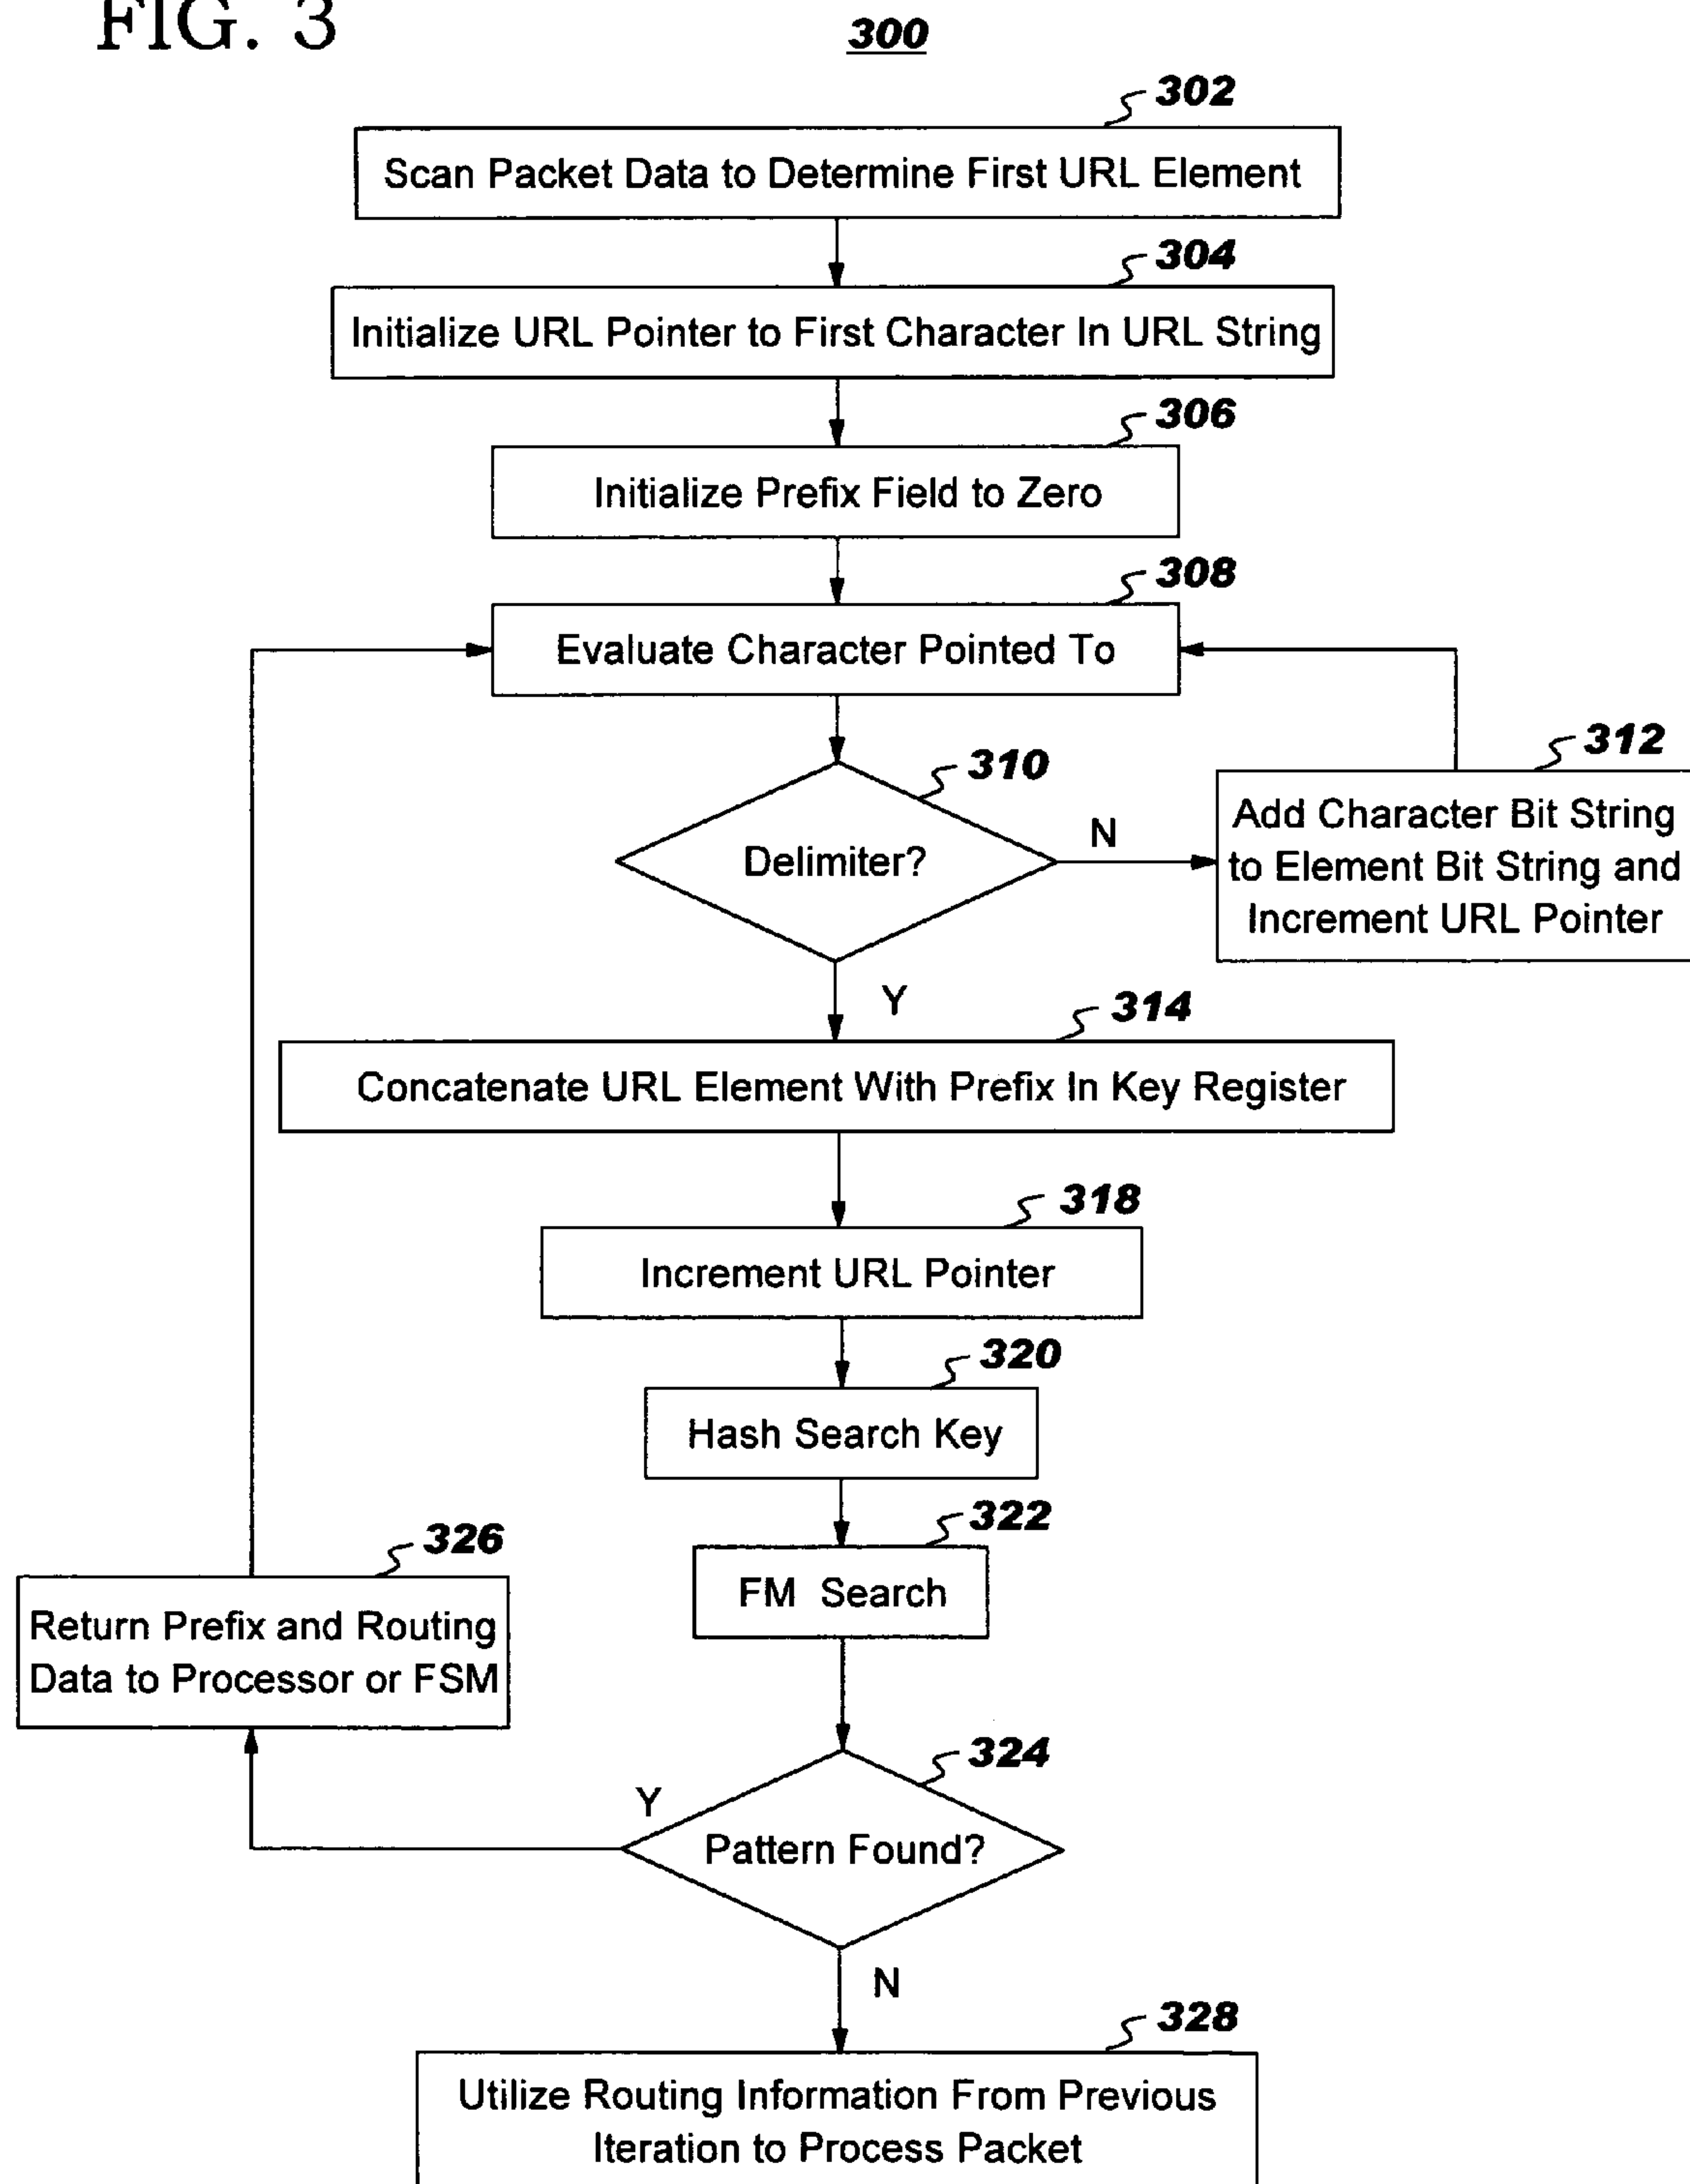 FIG. 3
300
302
Scan Packet Data to Determine First URL Element
304
Initialize URL Pointer to First Character In URL String
306
Initialize Prefix Field to Zero
308
Evaluate Character Pointed To
310
Delimiter?
N
312
Add Character Bit String
to Element Bit String and
Increment URL Pointer
Y
314
Concatenate URL Element With Prefix In Key Register
318
Increment URL Pointer
320
Hash Search Key
322
FM Search
326
Return Prefix and Routing
Data to Processor or FSM
324
Y
Pattern Found?
N
328
Utilize Routing Information From Previous
Iteration to Process Packet